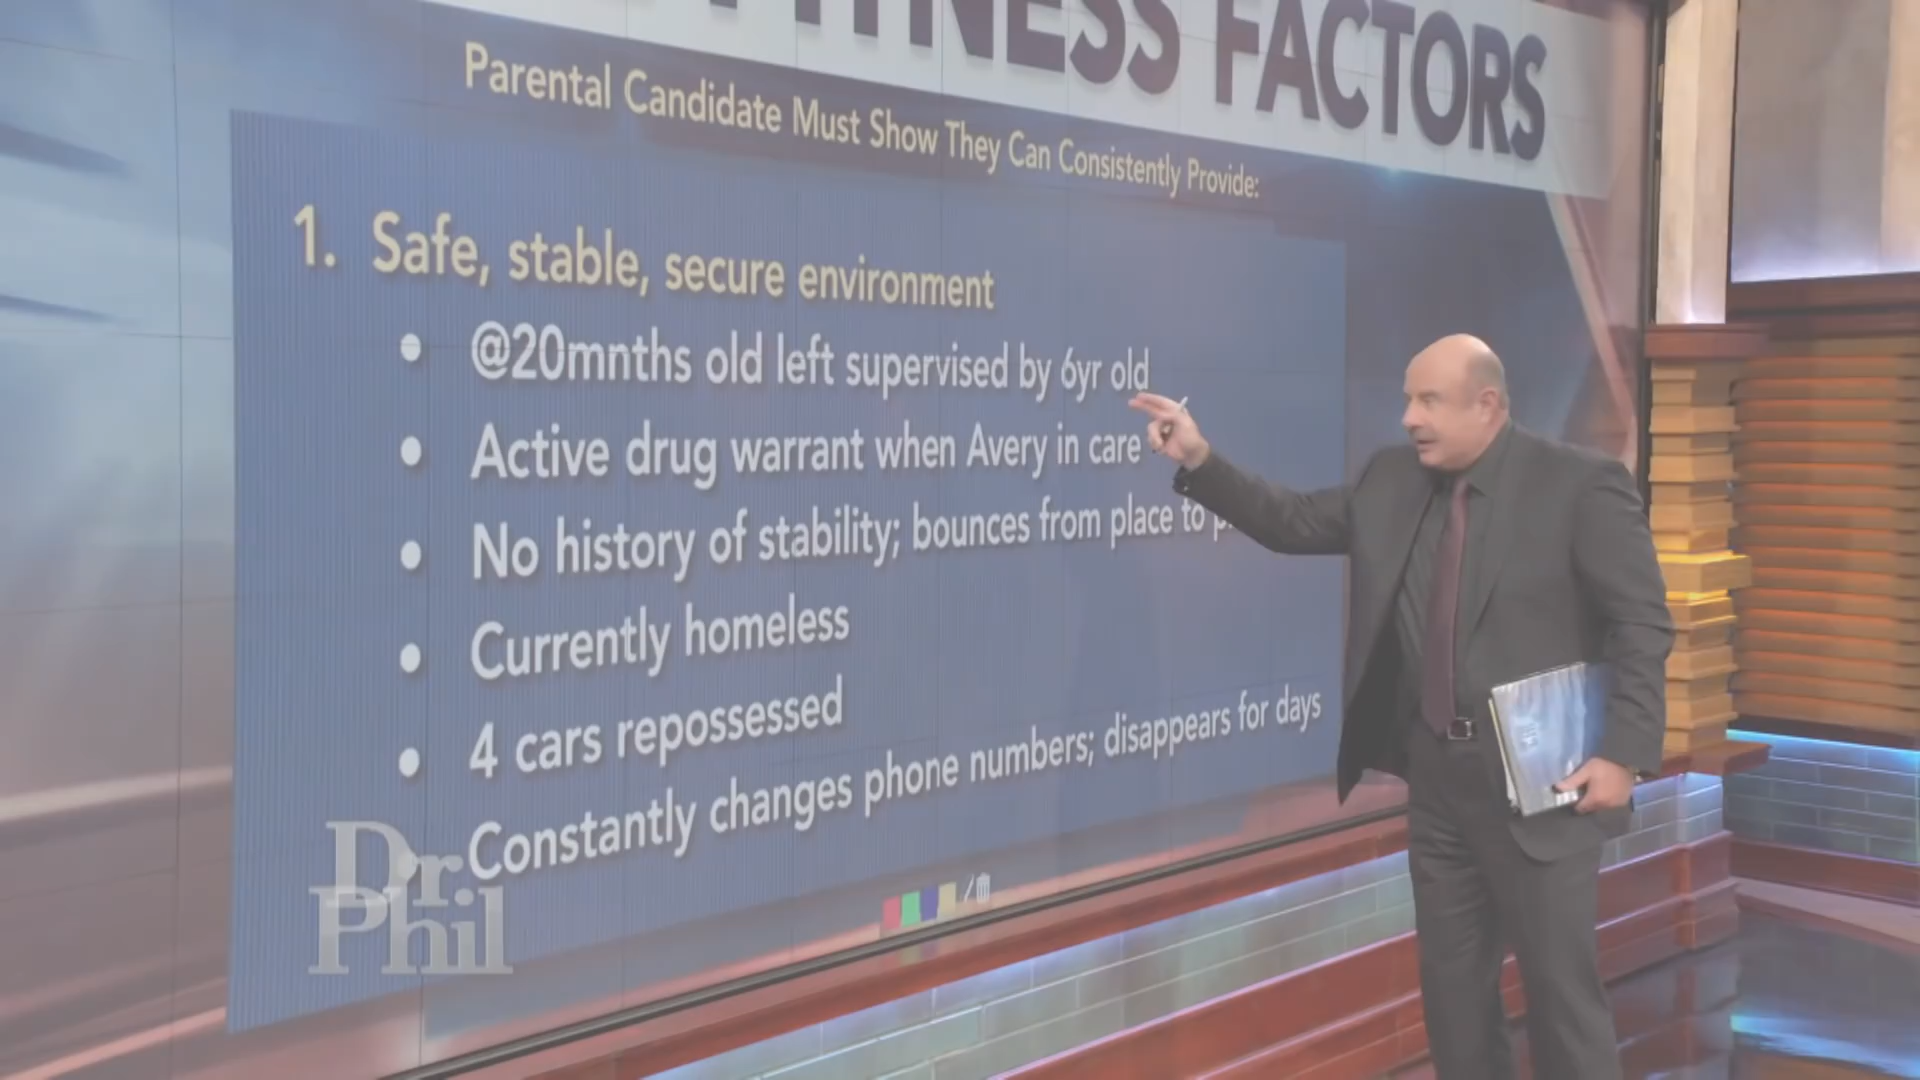 FACTORS
Parental Candidate Must Show They Can Consistently Provide:
1. Safe, stable, secure environment
• @20mnths old left supervised by 6yr old
• Active drug warrant when Avery in care
• No history of stability; bounces from place to
• Currently homeless
• 4 cars repossessed
• Constantly changes phone numbers; disappears for days
Dr.
Phil